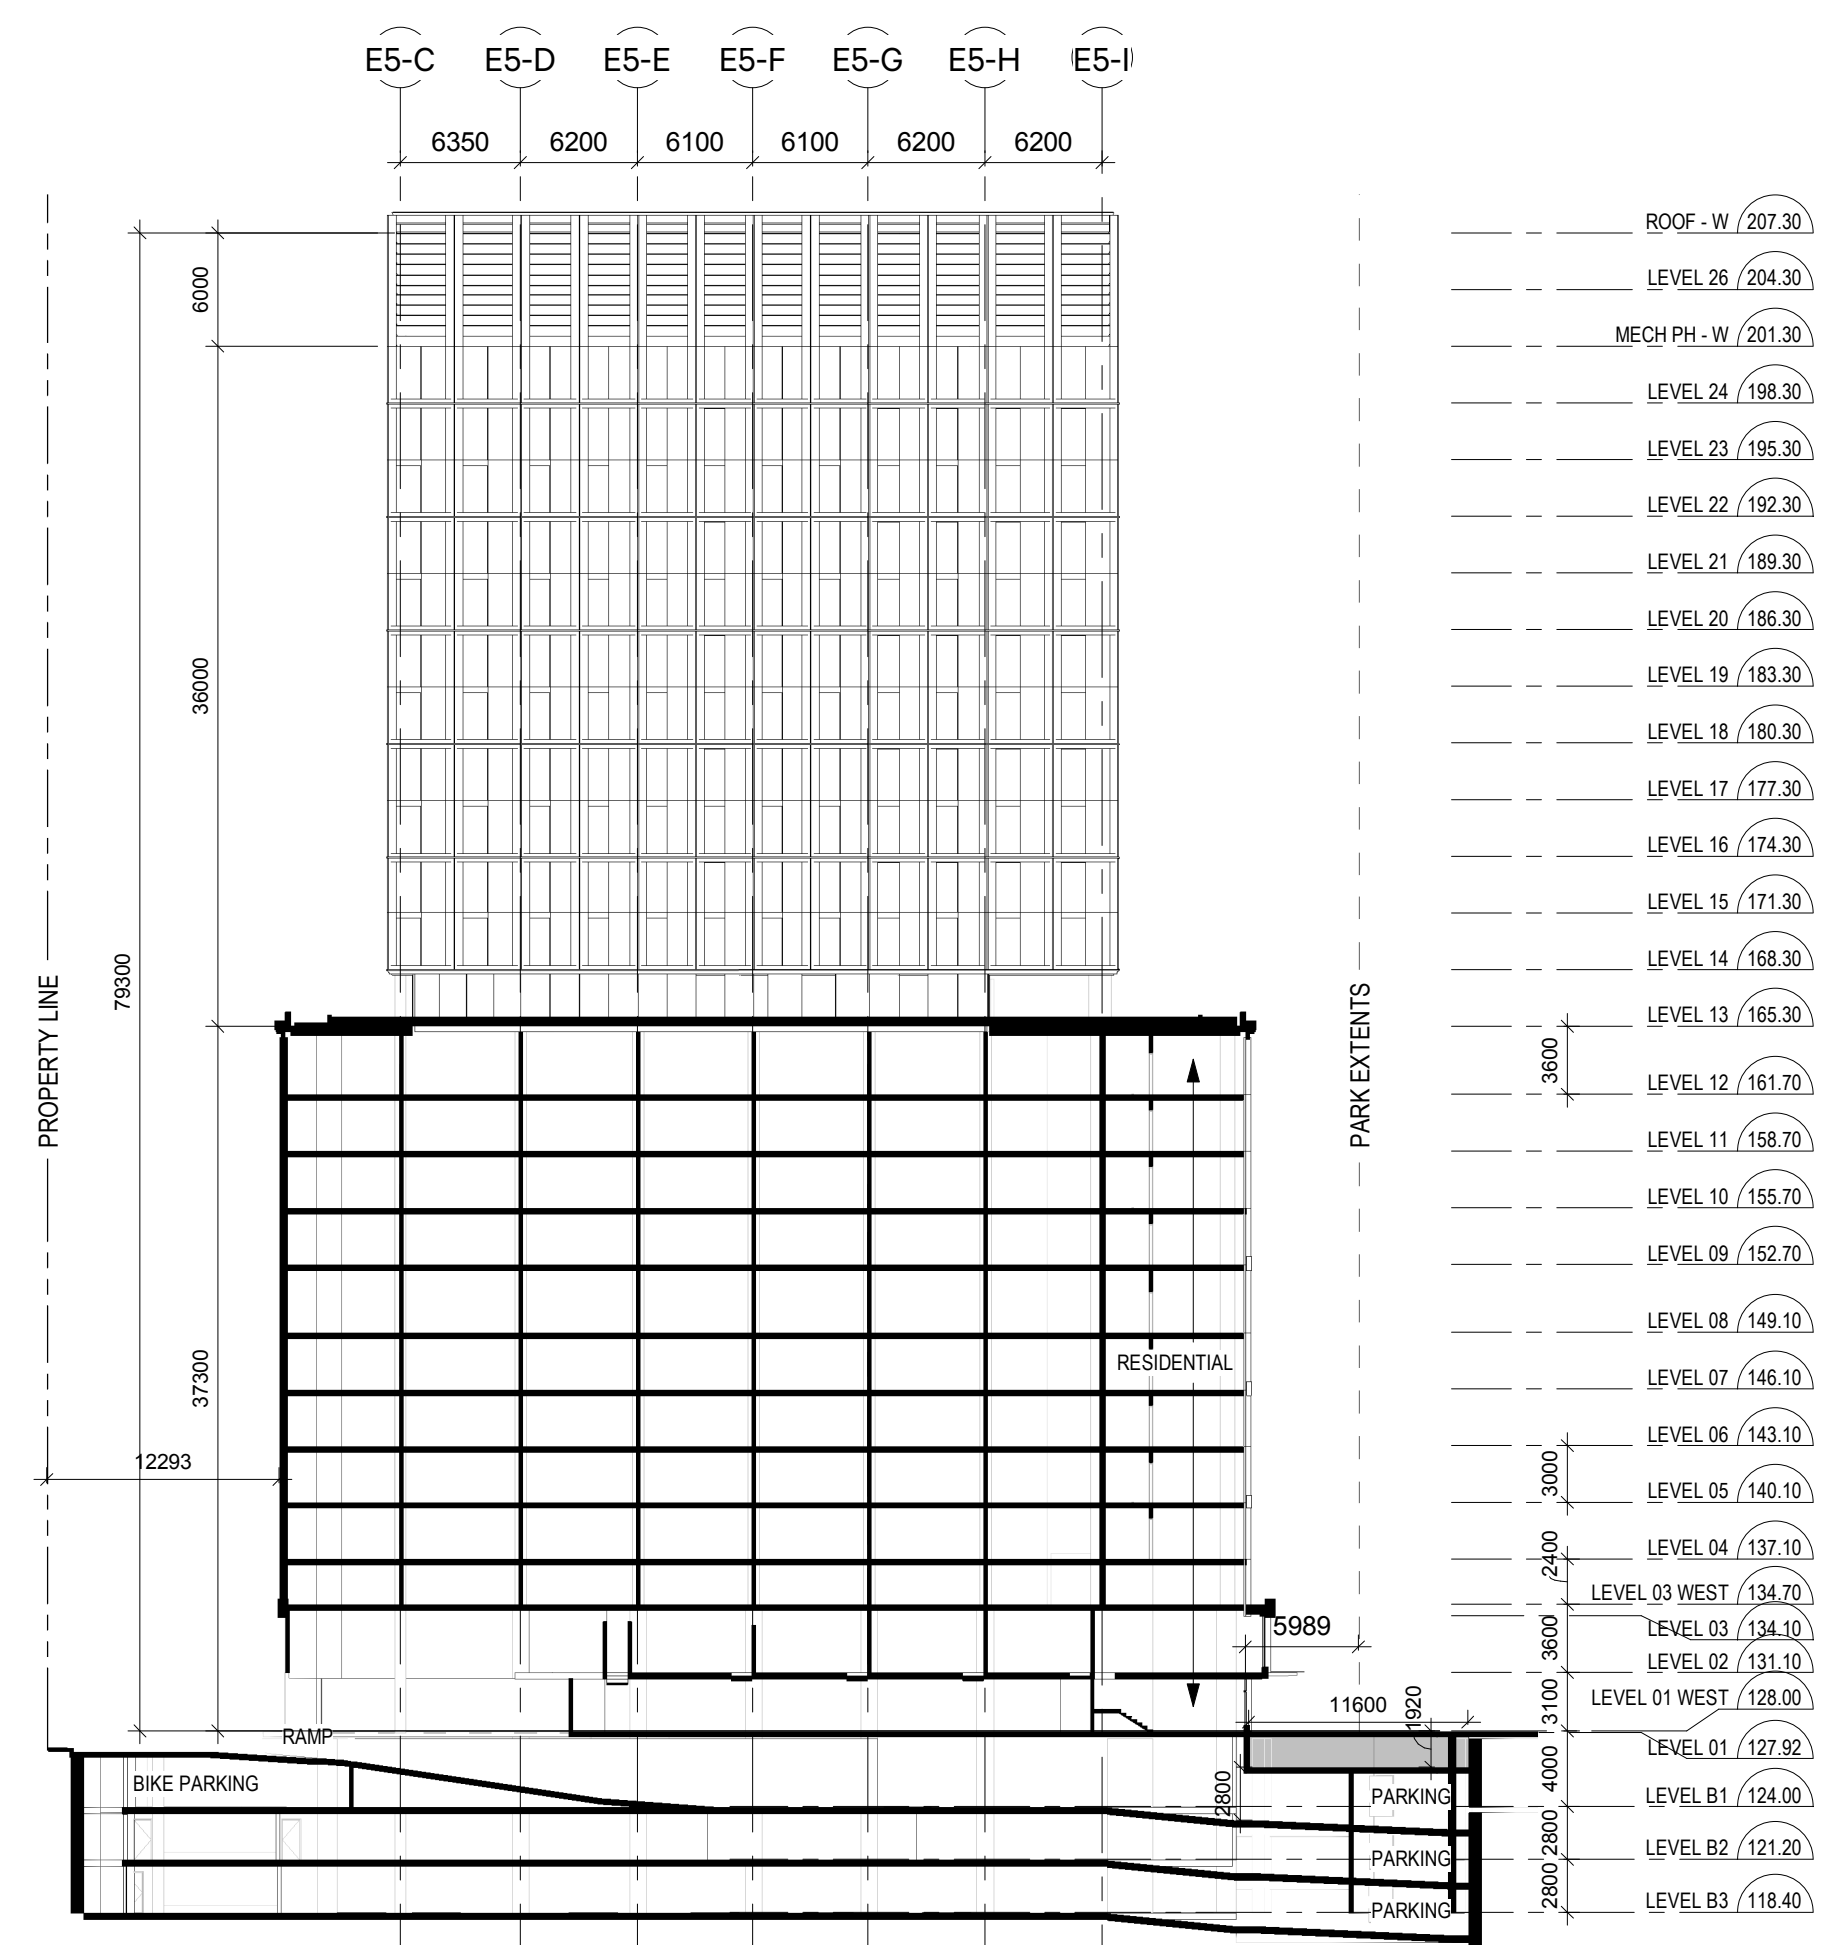 E5-C E5-D E5-E E5-F E5-G E5-H E5-I
6350 6200 6100 6100 6200 6200
ROOF - W 207.30
6000
LEVEL 26 204.30
MECH PH - W 201.30
LEVEL 24 198.30
LEVEL 23 195.30
LEVEL 22 192.30
LEVEL 21 189.30
LEVEL 20 186.30
36000
LEVEL 19 183.30
LEVEL 18 180.30
LEVEL 17 177.30
LEVEL 16 174.30
LEVEL 15 171.30
79300
LEVEL 14 168.30
PROPERTY LINE
PARK EXTENTS
LEVEL 13 165.30
3600
LEVEL 12 161.70
LEVEL 11 158.70
LEVEL 10 155.70
LEVEL 09 152.70
LEVEL 08 149.10
37300
RESIDENTIAL
LEVEL 07 146.10
LEVEL 06 143.10
12293
3000
LEVEL 05 140.10
2400
LEVEL 04 137.10
LEVEL 03 WEST 134.70
5989
3600
LEVEL 03 134.10
LEVEL 02 131.10
LEVEL 01 WEST 128.00
11600
1920
3100
RAMP
LEVEL 01 127.92
BIKE PARKING
2800
PARKING
4000
LEVEL B1 124.00
2800
PARKING
LEVEL B2 121.20
2800
PARKING
LEVEL B3 118.40